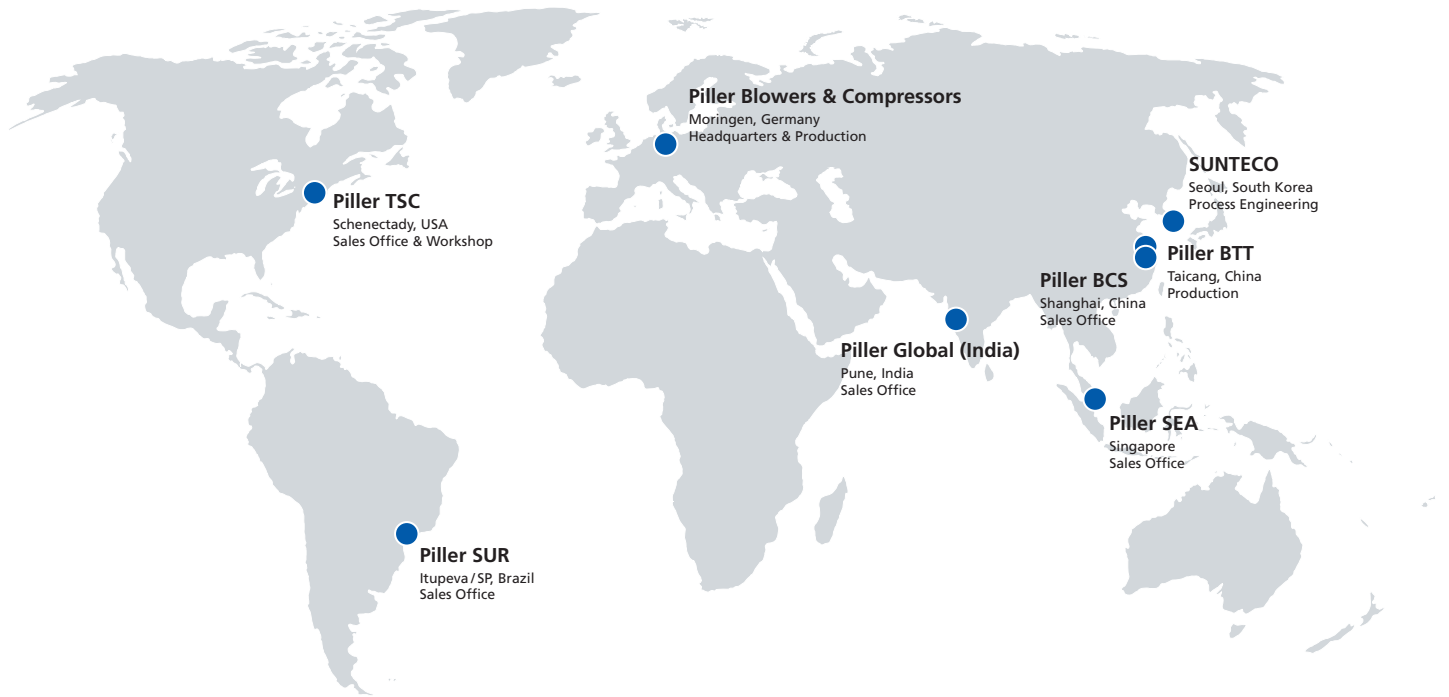 Piller Blowers & Compressors
Moringen, Germany
Headquarters & Production
SUNTECO
Seoul, South Korea
Process Engineering
Piller TSC
Schenectady, USA
Sales Office & Workshop
Piller BTT
Taicang, China
Production
Piller BCS
Shanghai, China
Sales Office
Piller Global (India)
Pune, India
Sales Office
Piller SEA
Singapore
Sales Office
Piller SUR
Itupeva/SP, Brazil
Sales Office